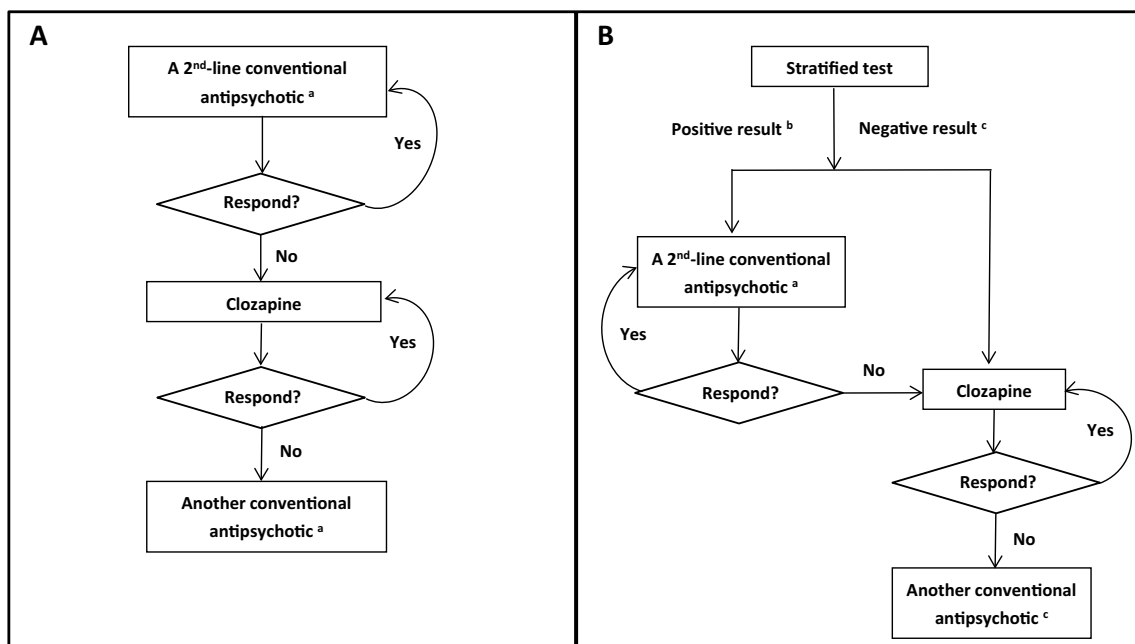 A
A 2nd-line conventional
antipsychotic a
Yes
Respond?
No
Clozapine
Yes
Respond?
No
Another conventional
antipsychotic a
B
Stratified test
Positive result b
Negative result c
A 2nd-line conventional
antipsychotic a
Yes
Respond?
No
Clozapine
Yes
Respond?
No
Another conventional
antipsychotic c